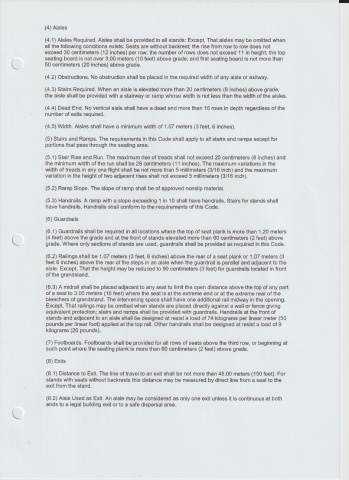 (4) Aisles
(4.1) Aisles Required. Aisles shall be provided in all stands: Except, That aisles may be omitted when
all the following conditions exists: Seats are without backrest; the rise from row to row does not
exceed 30 centimeters (12 inches) per row; the number of rows does not exceed 11 in height; the top
seating board is not over 3.00 meters (10 feet) above grade; and first seating board is not more than
50 centimeters (20 inches) above grade.
(4.2) Obstructions. No obstruction shall be placed in the required width of any aisle or exitway.
(4.3) Stairs Required. When an aisle is elevated more than 20 centimeters (8 inches) above grade,
the aisle shall be provided with a stairway or ramp whose width is not less than the width of the aisles.
(4.4) Dead End. No vertical aisle shall have a dead end more than 16 rows in depth regardless of the
number of exits required.
(4.5) Width. Aisles shall have a minimum width of 1.07 meters (3 feet, 6 inches).
(5) Stairs and Ramps. The requirements in this Code shall apply to all stairs and ramps except for
portions that pass through the seating area.
(5.1) Stair Rise and Run. The maximum rise of treads shall not exceed 20 centimeters (8 inches) and
the minimum width of the run shall be 28 centimeters (11 inches). The maximum variations in the
width of treads in any one flight shall be not more than 5 millimeters (3/16 inch) and the maximum
variation in the height of two adjacent rises shall not exceed 5 millimeters (3/16 inch).
(5.2) Ramp Slope. The slope of ramp shall be of approved nonslip material.
(5.3) Handrails. A ramp with a slope exceeding 1 in 10 shall have handrails. Stairs for stands shall
have handrails. Handrails shall conform to the requirements of this Code.
(6) Guardrails
(6.1) Guardrails shall be required in all locations where the top of seat plank is more than 1.20 meters
(4 feet) above the grade and at the front of stands elevated more than 60 centimeters (2 feet) above
grade. Where only sections of stands are used, guardrails shall be provided as required in this Code.
(6.2) Railings shall be 1.07 meters (3 feet, 6 inches) above the rear of a seat plank or 1.07 meters (3
feet 6 inches) above the rear of the steps in an aisle when the guardrail is parallel and adjacent to the
aisle: Except, That the height may be reduced to 90 centimeters (3 feet) for guardrails located in front
of the grandstand.
(6.3) A midrail shall be placed adjacent to any seat to limit the open distance above the top of any part
of a seat to 3.00 meters (10 feet) where the seat is at the extreme end or at the extreme rear of the
bleachers of grandstand. The intervening space shall have one additional rail midway in the opening:
Except, That railings may be omitted when stands are placed directly against a wall or fence giving
equivalent protection; stairs and ramps shall be provided with guardrails. Handrails at the front of
stands and adjacent to an aisle shall be designed to resist a load of 74 kilograms per linear meter (50
pounds per linear foot) applied at the top rail. Other handrails shall be designed to resist a load of 9
kilograms (20 pounds).
(7) Footboards. Footboards shall be provided for all rows of seats above the third row, or beginning at
such point where the seating plank is more than 60 centimeters (2 feet) above grade.
(8) Exits
(8.1) Distance to Exit. The line of travel to an exit shall be not more than 45.00 meters (150 feet). For
stands with seats without backrests this distance may be measured by direct line from a seat to the
exit from the stand.
(8.2) Aisle Used as Exit. An aisle may be considered as only one exit unless it is continuous at both
ends to a legal building exit or to a safe dispersal area.